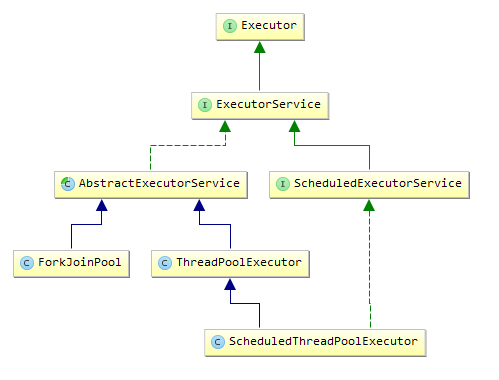 I Executor
I ExecutorService
C AbstractExecutorService
I ScheduledExecutorService
C ForkJoinPool
C ThreadPoolExecutor
C ScheduledThreadPoolExecutor